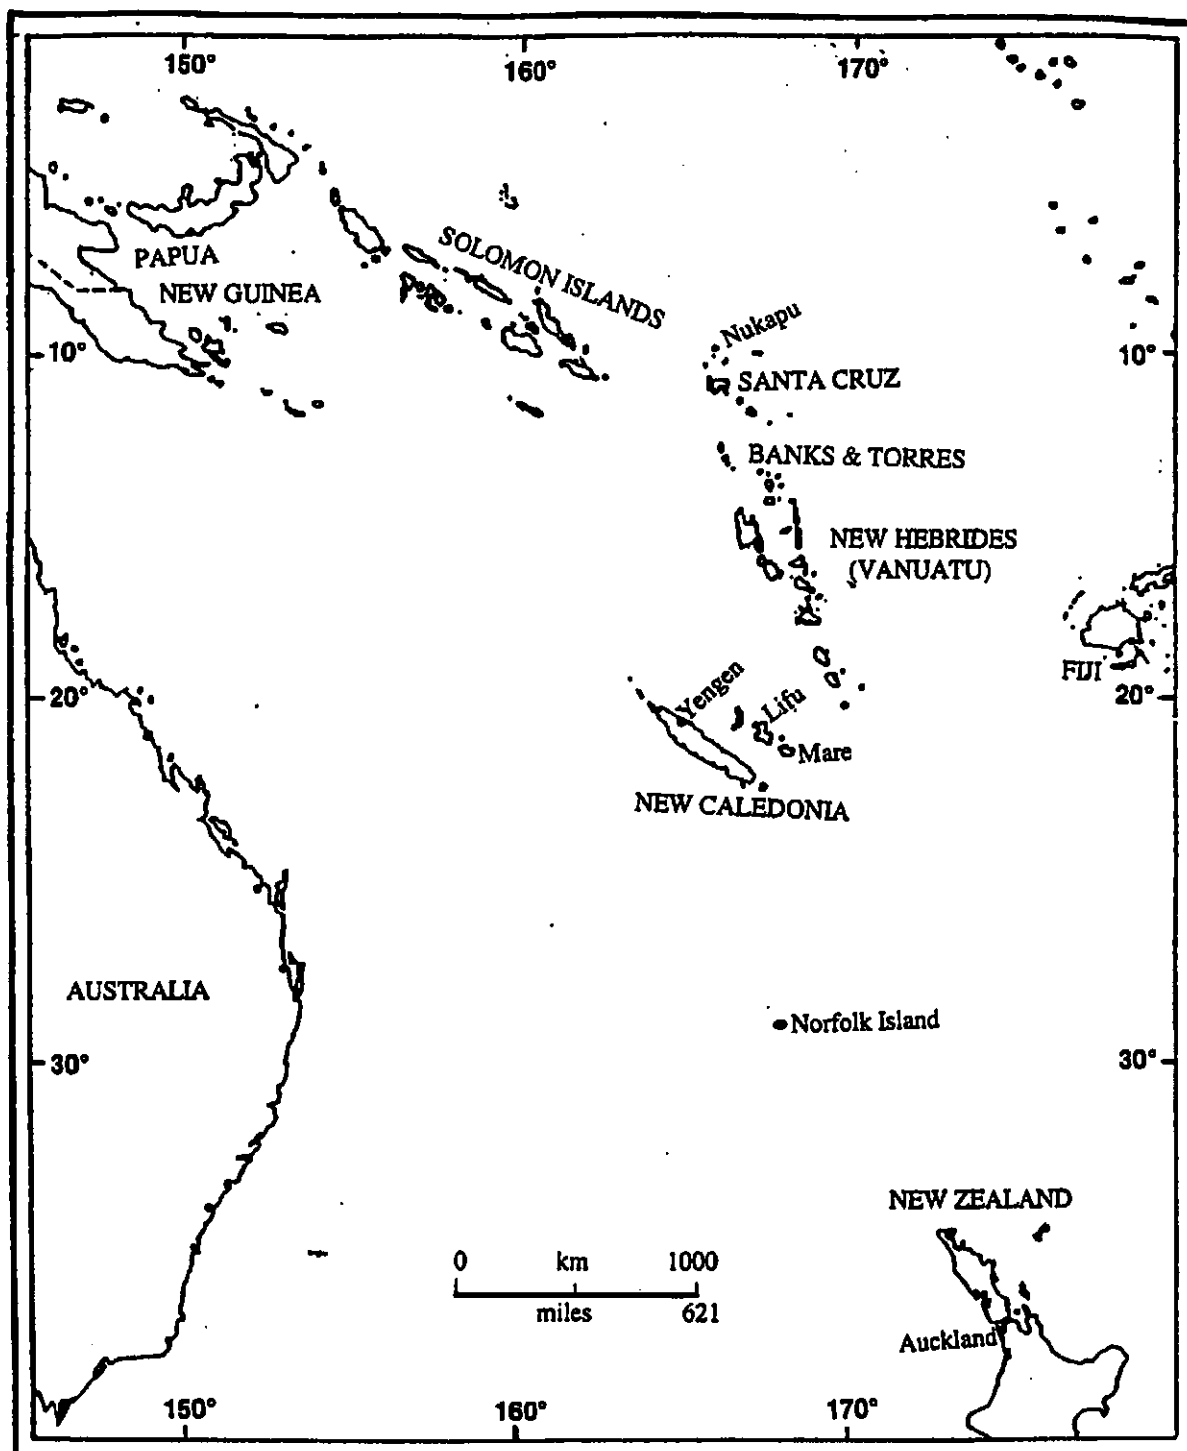 150°
160°
170°
SOLOMON ISLANDS
PAPUA
NEW GUINEA
Nukapu
10°
10°
SANTA CRUZ
BANKS & TORRES
NEW HEBRIDES
(VANUATU)
FIJI
20°
20°
Yengen
Lifu
Mare
NEW CALEDONIA
AUSTRALIA
Norfolk Island
30°
30°
NEW ZEALAND
0 km 1000
miles 621
Auckland
150°
160°
170°